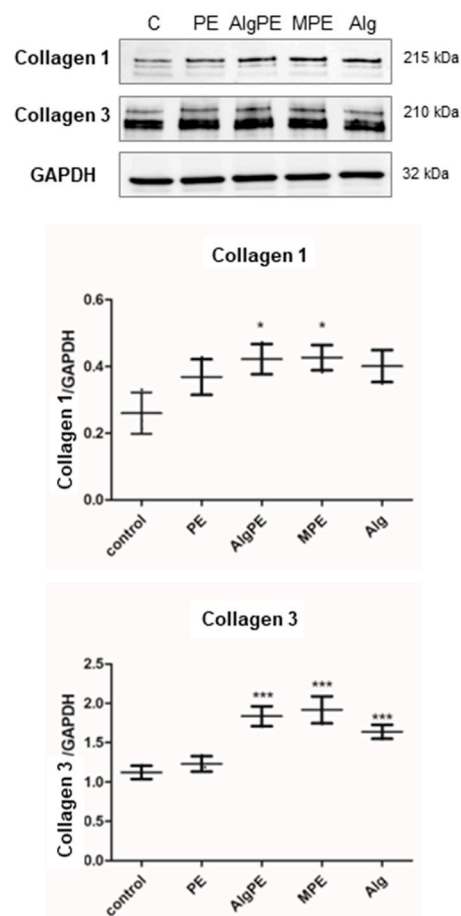 C PE AlgPE MPE Alg
Collagen 1 215 kDa
Collagen 3 210 kDa
GAPDH 32 kDa
Collagen 1
Collagen 1/GAPDH
0.6
0.4
0.2
0.0
* *
control PE AlgPE MPE Alg
Collagen 3
Collagen 3/GAPDH
2.5
2.0
1.5
1.0
0.5
0.0
*** *** ***
control PE AlgPE MPE Alg